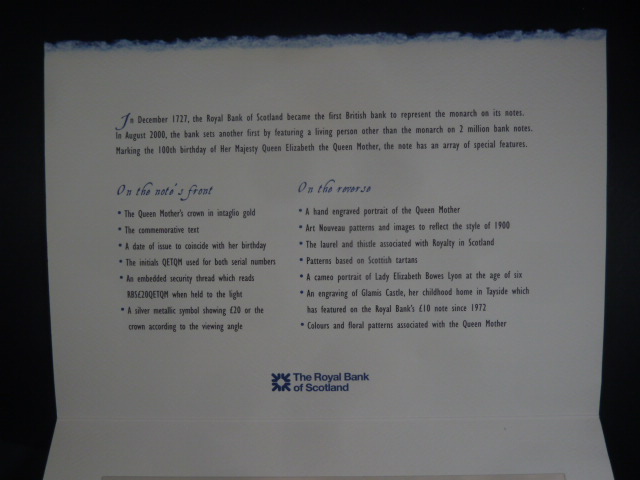 In December 1727, the Royal Bank of Scotland became the first British bank to represent the monarch on its notes.
In August 2000, the bank sets another first by featuring a living person other than the monarch on 2 million bank notes.
Marking the 100th birthday of Her Majesty Queen Elizabeth the Queen Mother, the note has an array of special features.
On the note's front
• The Queen Mother's crown in intaglio gold
• The commemorative text
• A date of issue to coincide with her birthday
• The initials QETQM used for both serial numbers
• An embedded security thread which reads
RBS£20QETQM when held to the light
• A silver metallic symbol showing £20 or the
crown according to the viewing angle
On the reverse
• A hand engraved portrait of the Queen Mother
• Art Nouveau patterns and images to reflect the style of 1900
• The laurel and thistle associated with Royalty in Scotland
• Patterns based on Scottish tartans
• A cameo portrait of Lady Elizabeth Bowes Lyon at the age of six
• An engraving of Glamis Castle, her childhood home in Tayside which
has featured on the Royal Bank's £10 note since 1972
• Colours and floral patterns associated with the Queen Mother
The Royal Bank
of Scotland